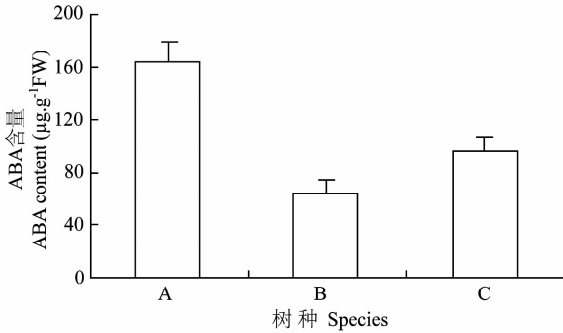 200
160
120
80
40
0
ABA含量
ABA content (μg.g⁻¹FW)
A B C
树种 Species